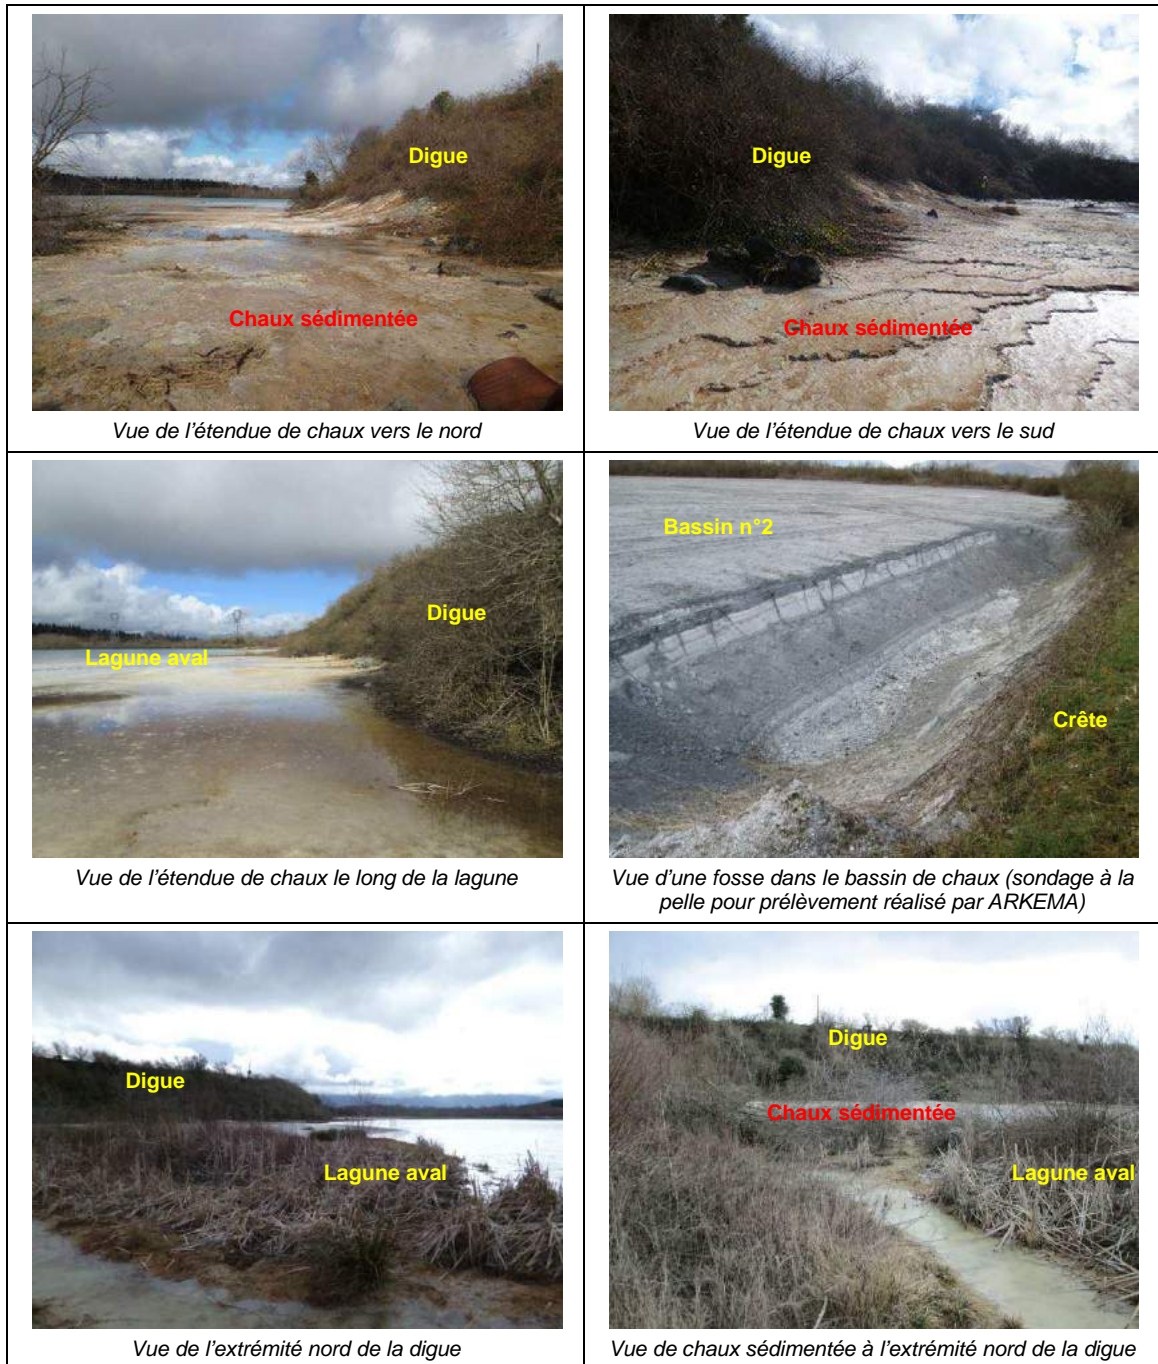 Digue
Chaux sédimentée
Vue de l'étendue de chaux vers le nord
Digue
Chaux sédimentée
Vue de l'étendue de chaux vers le sud
Digue
Lagune aval
Vue de l'étendue de chaux le long de la lagune
Bassin n°2
Crête
Vue d'une fosse dans le bassin de chaux (sondage à la
pelle pour prélèvement réalisé par ARKEMA)
Digue
Lagune aval
Vue de l'extrémité nord de la digue
Digue
Chaux sédimentée
Lagune aval
Vue de chaux sédimentée à l'extrémité nord de la digue